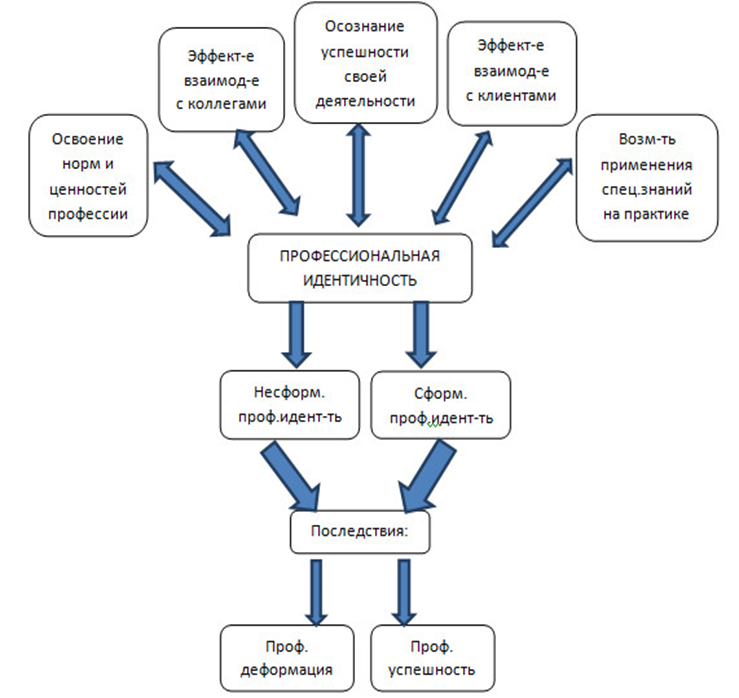 Осознание
успешности
своей
деятельности
Эффект-е
взаимод-е
с коллегами
Эффект-е
взаимод-е
с клиентами
Освоение
норм и
ценностей
профессии
Возм-ть
применения
спец.знаний
на практике
ПРОФЕССИОНАЛЬНАЯ
ИДЕНТИЧНОСТЬ
Несформ.
проф.идент-ть
Сформ.
проф.идент-ть
Последствия:
Проф.
деформация
Проф.
успешность